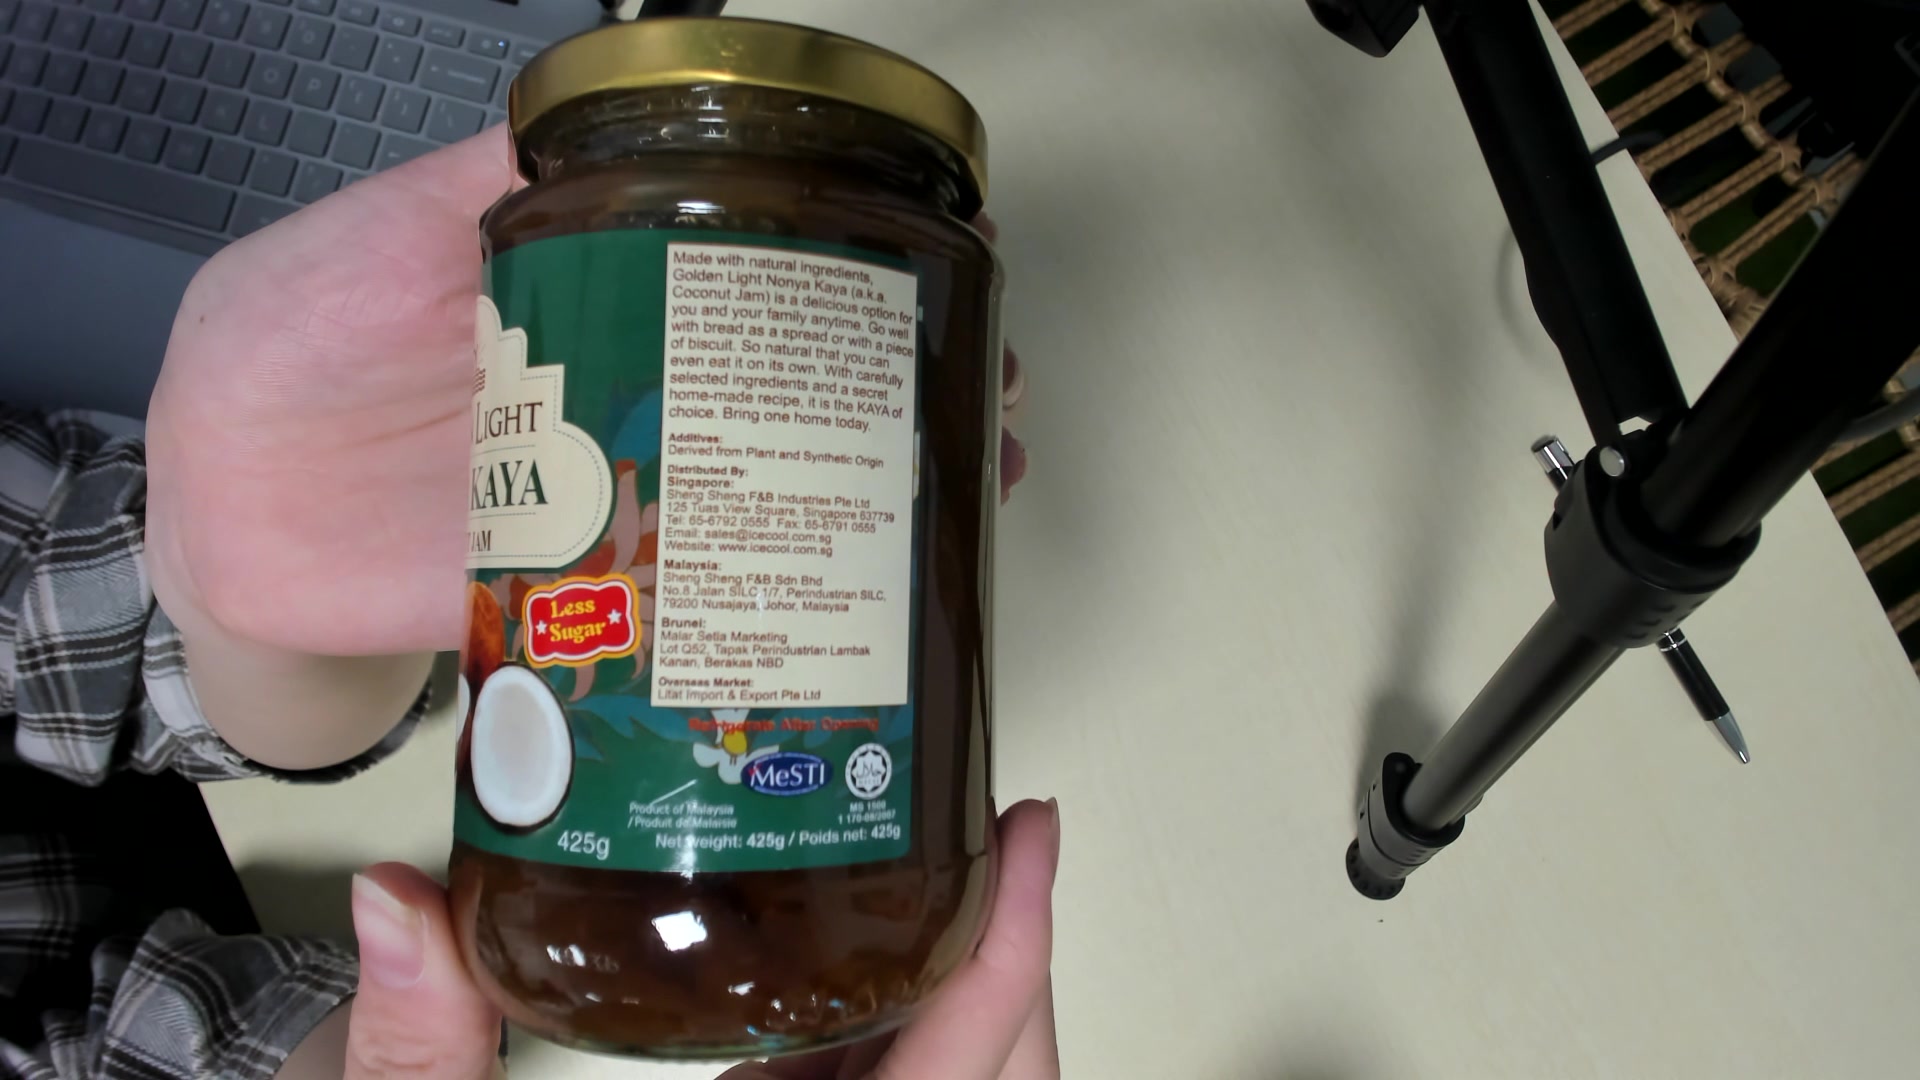 LIGHT
KAYA
JAM
Less
Sugar
425g
Made with natural ingredients,
Golden Light Nonya Kaya (a.k.a.
Coconut Jam) is a delicious option for
you and your family anytime. Go well
with bread as a spread or with a piece
of biscuit. So natural that you can
even eat it on its own. With carefully
selected ingredients and a secret
home-made recipe, it is the KAYA of
choice. Bring one home today.
Additives:
Derived from Plant and Synthetic Origin
Distributed By:
Singapore:
Sheng Sheng F&B Industries Pte Ltd
125 Tuas View Square, Singapore 637739
Tel: 65-6792 0555 Fax: 65-6791 0555
Email: sales@icecool.com.sg
Website: www.icecool.com.sg
Malaysia:
Sheng Sheng F&B Sdn Bhd
No.8 Jalan SILC 1/7, Perindustrian SILC,
79200 Nusajaya, Johor, Malaysia
Brunei:
Malar Setia Marketing
Lot Q52, Tapak Perindustrian Lambak
Kanan, Berakas NBD
Overseas Market:
Litat Import & Export Pte Ltd
Refrigerate After Opening
MeSTI
MS 1500
1 170-08/2007
Product of Malaysia
/ Produit de Malaisie
Net weight: 425g / Poids net: 425g